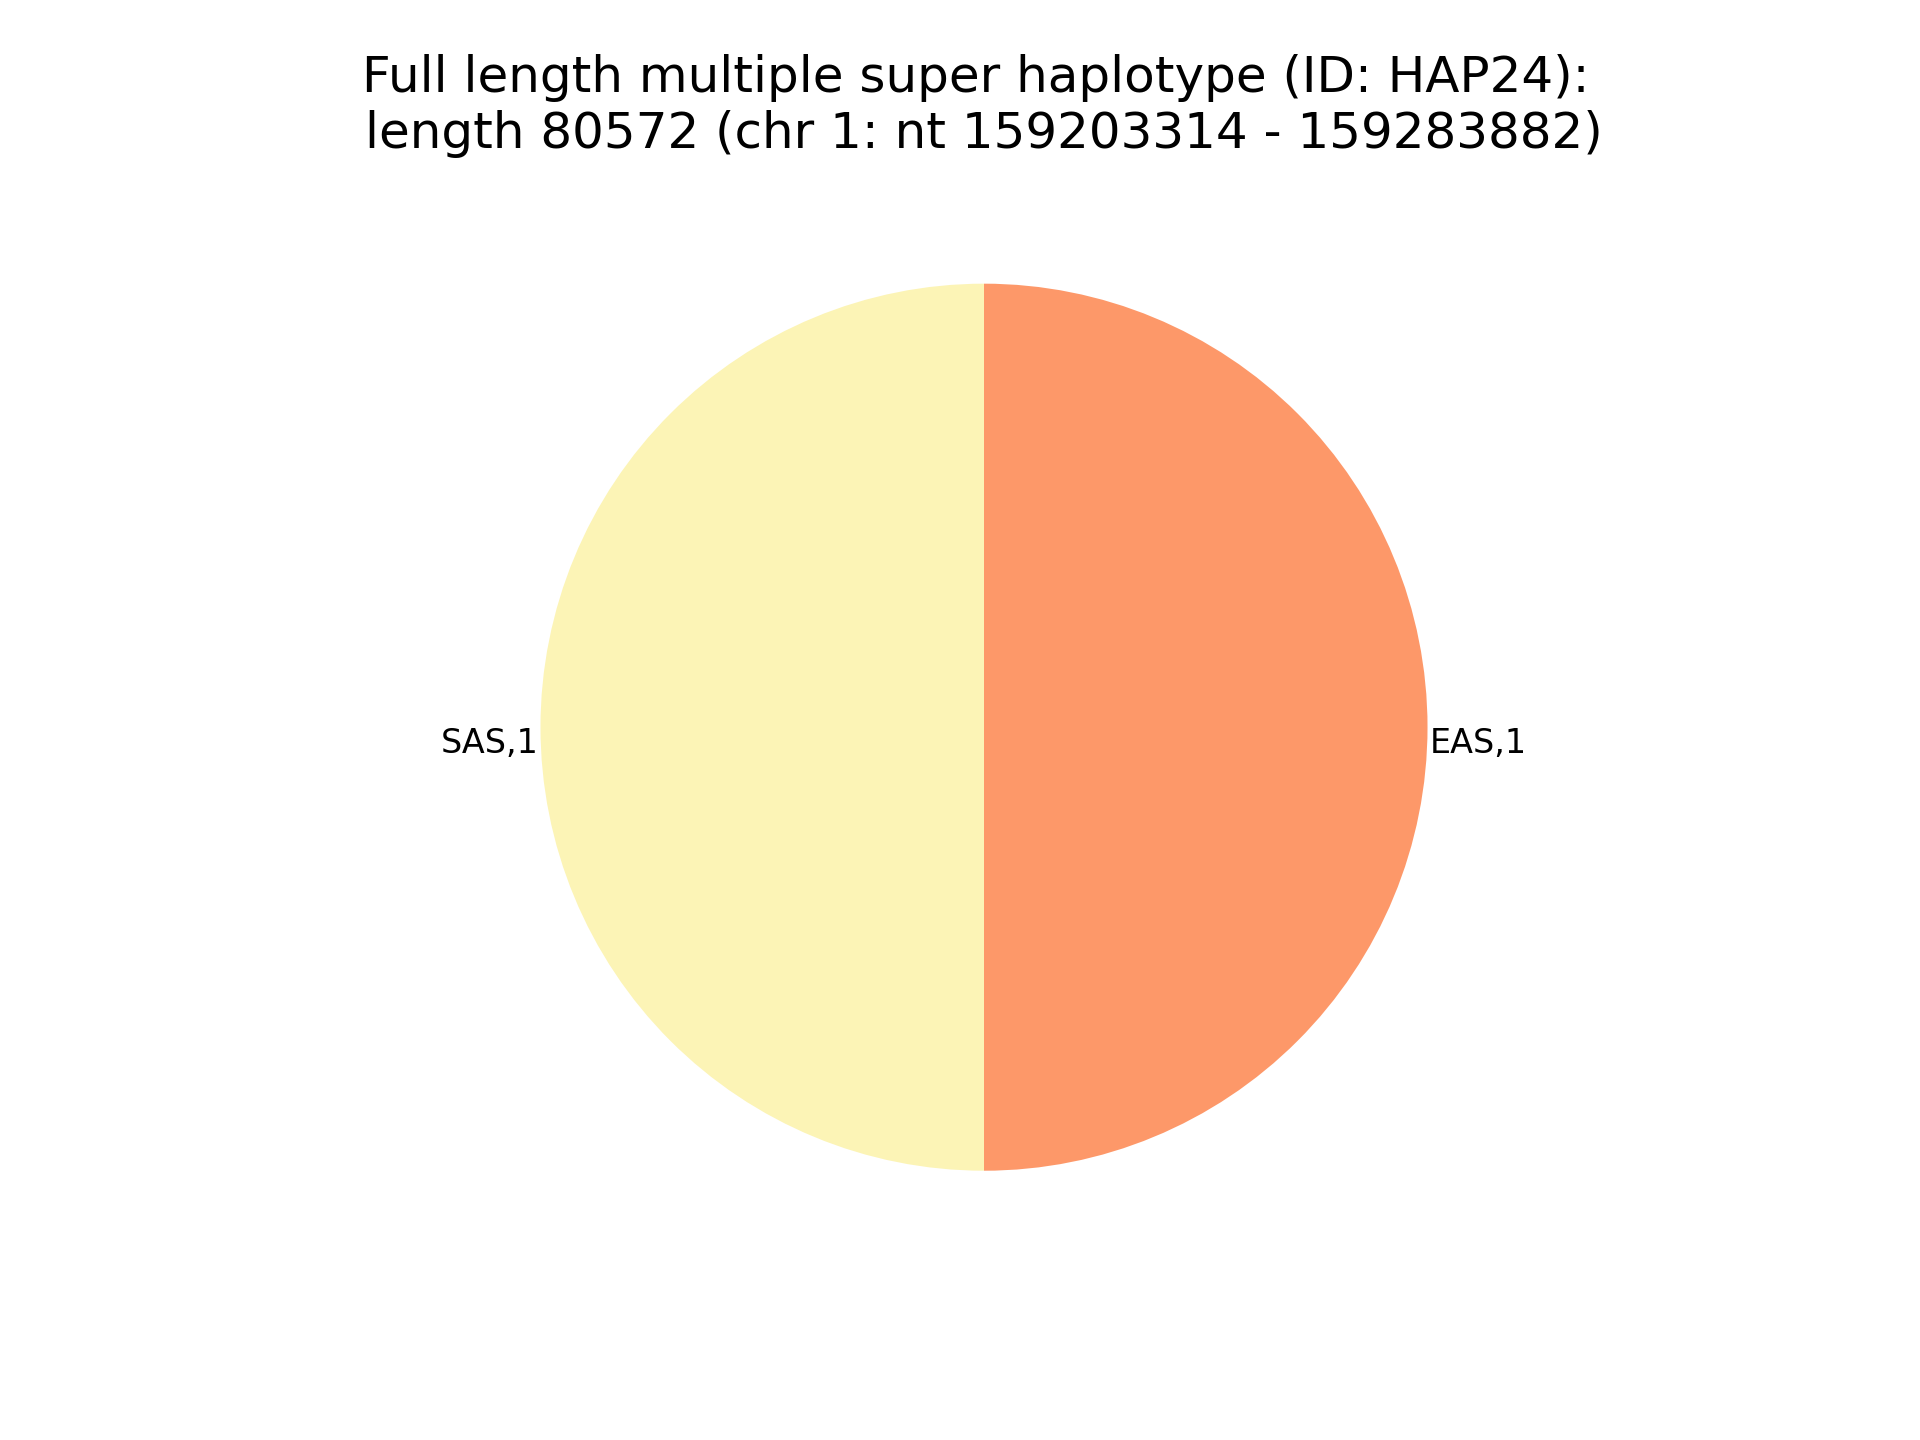 Full length multiple super haplotype (ID: HAP24):
length 80572 (chr 1: nt 159203314 - 159283882)
SAS,1
EAS,1